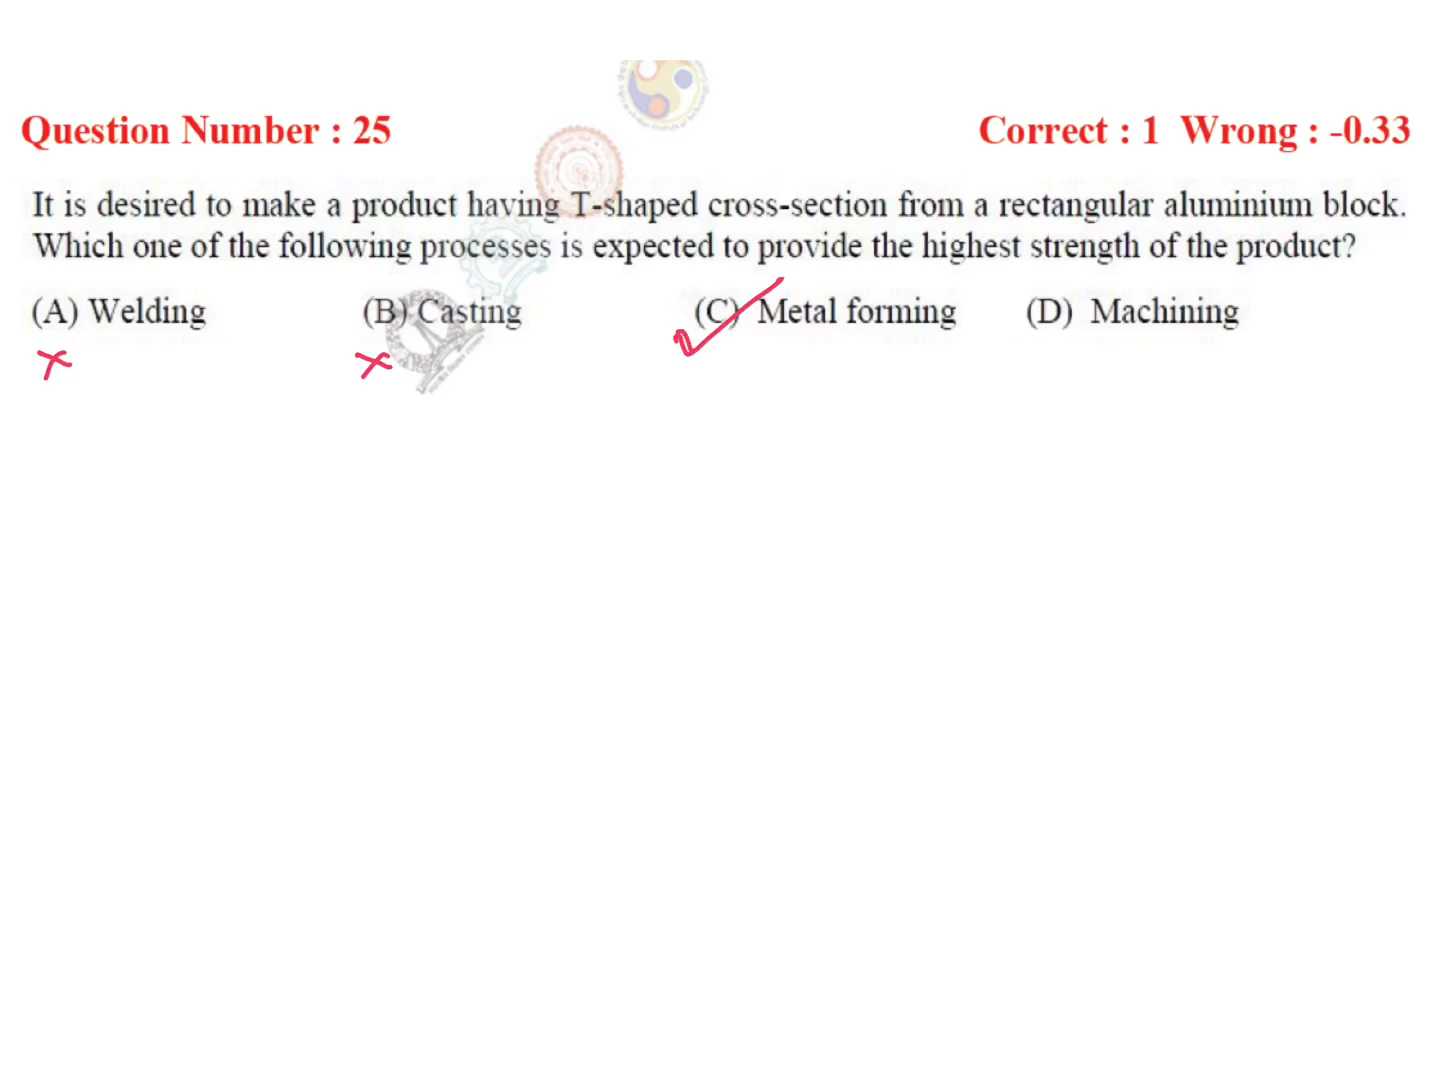 Question Number : 25 Correct : 1 Wrong : -0.33
It is desired to make a product having T-shaped cross-section from a rectangular aluminium block.
Which one of the following processes is expected to provide the highest strength of the product?
(A) Welding (B) Casting (C) Metal forming (D) Machining